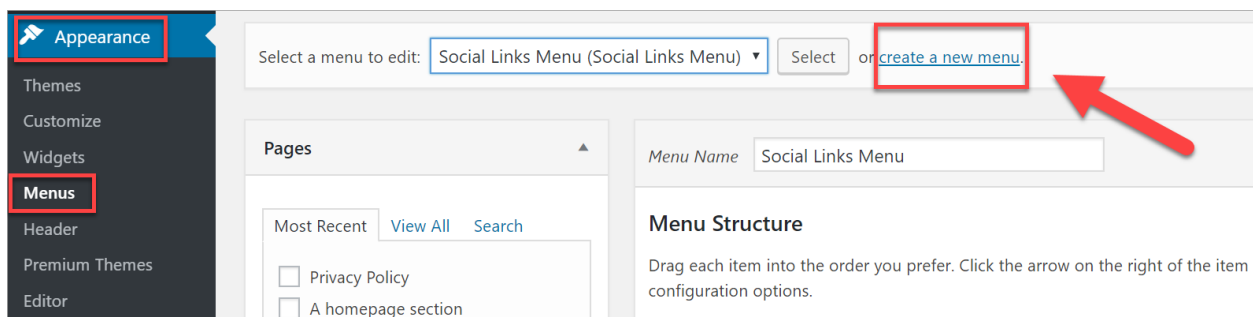 Appearance
Themes
Customize
Widgets
Menus
Header
Premium Themes
Editor
Select a menu to edit: Social Links Menu (Social Links Menu) Select or create a new menu.
Pages
Most Recent View All Search
Privacy Policy
A homepage section
Menu Name Social Links Menu
Menu Structure
Drag each item into the order you prefer. Click the arrow on the right of the item
configuration options.